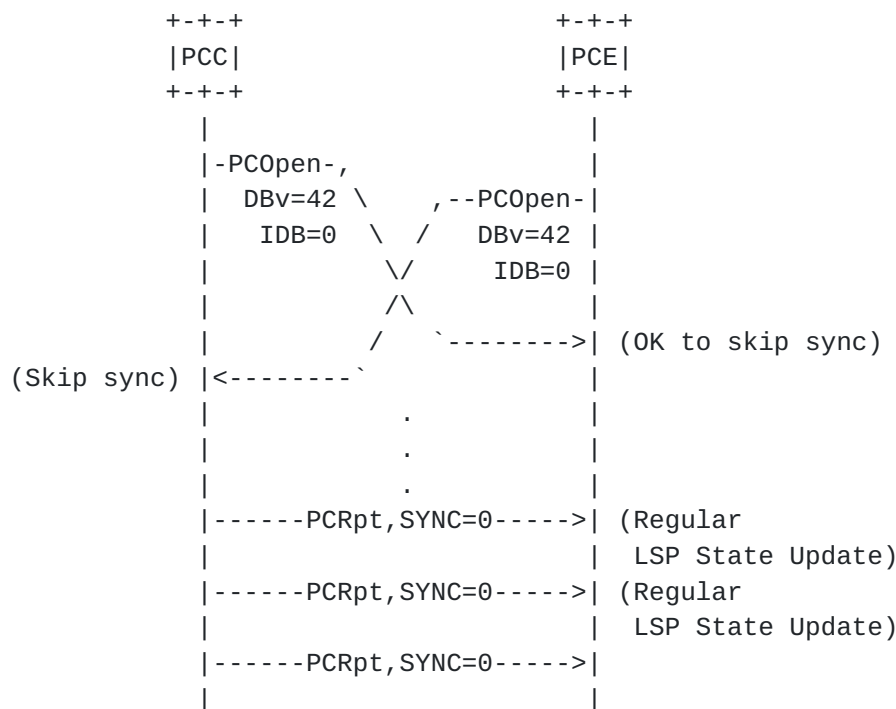 +-+-+                    +-+-+
|PCC|                    |PCE|
+-+-+                    +-+-+
  |                        |
  |-PCOpen-,               |
  |  DBv=42 \    ,--PCOpen-|
  |   IDB=0  \  /   DBv=42 |
  |           \/     IDB=0 |
  |           /\           |
  |          /   `-------->| (OK to skip sync)
(Skip sync) |<--------`              |
  |            .           |
  |            .           |
  |            .           |
  |------PCRpt,SYNC=0----->| (Regular
  |                        |  LSP State Update)
  |------PCRpt,SYNC=0----->| (Regular
  |                        |  LSP State Update)
  |------PCRpt,SYNC=0----->|
  |                        |